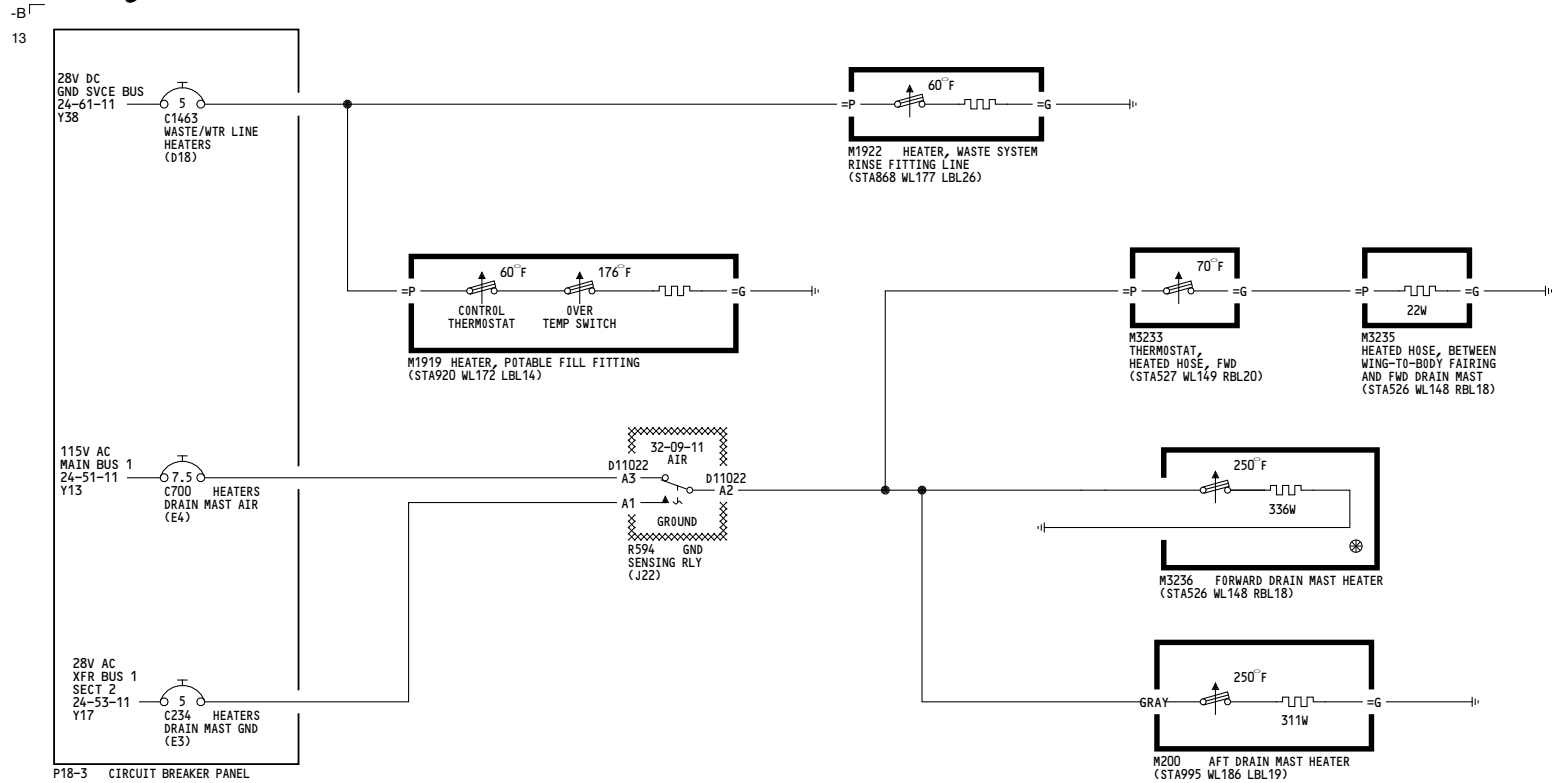 -B
13
28V DC
GND SVCE BUS
24-61-11
Y38
5
C1463
WASTE/WTR LINE
HEATERS
(D18)
=P
60°F
=G
M1922 HEATER, WASTE SYSTEM
RINSE FITTING LINE
(STA868 WL177 LBL26)
=P
60°F
176°F
=G
CONTROL
THERMOSTAT
OVER
TEMP SWITCH
M1919 HEATER, POTABLE FILL FITTING
(STA920 WL172 LBL14)
=P
70°F
=G
M3233
THERMOSTAT,
HEATED HOSE, FWD
(STA527 WL149 RBL20)
=P
=G
22W
M3235
HEATED HOSE, BETWEEN
WING-TO-BODY FAIRING
AND FWD DRAIN MAST
(STA526 WL148 RBL18)
115V AC
MAIN BUS 1
24-51-11
Y13
7.5
C700 HEATERS
DRAIN MAST AIR
(E4)
32-09-11
AIR
D11022
A3
D11022
A2
A1
GROUND
R594 GND
SENSING RLY
(J22)
250°F
336W
M3236 FORWARD DRAIN MAST HEATER
(STA526 WL148 RBL18)
28V AC
XFR BUS 1
SECT 2
24-53-11
Y17
5
C234 HEATERS
DRAIN MAST GND
(E3)
GRAY
250°F
=G
311W
M200 AFT DRAIN MAST HEATER
(STA995 WL186 LBL19)
P18-3 CIRCUIT BREAKER PANEL